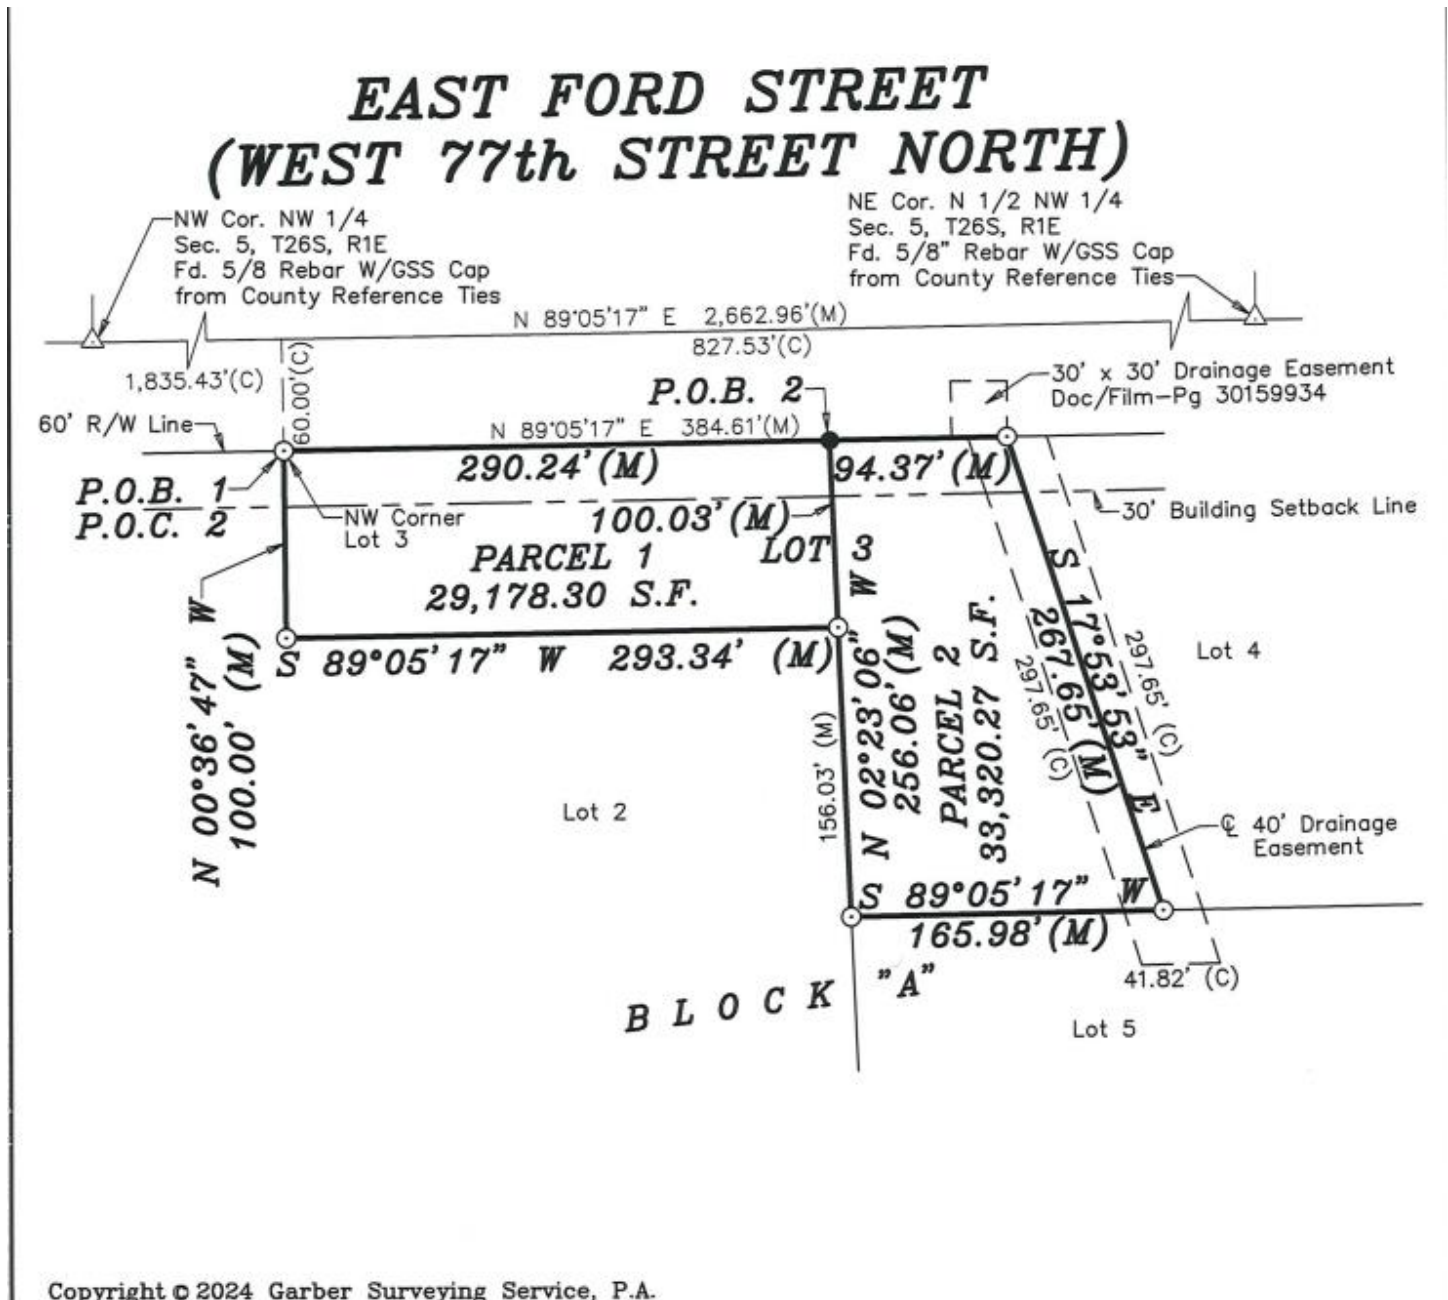 EAST FORD STREET
(WEST 77th STREET NORTH)
NW Cor. NW 1/4
Sec. 5, T26S, R1E
Fd. 5/8 Rebar W/GSS Cap
from County Reference Ties
NE Cor. N 1/2 NW 1/4
Sec. 5, T26S, R1E
Fd. 5/8" Rebar W/GSS Cap
from County Reference Ties
N 89°05'17" E 2,662.96'(M)
827.53'(C)
1,835.43'(C)
60.00'(C)
60' R/W Line
P.O.B. 2
30' x 30' Drainage Easement
Doc/Film-Pg 30159934
N 89°05'17" E 384.61'(M)
290.24'(M)
94.37'(M)
P.O.B. 1
P.O.C. 2
NW Corner
Lot 3
100.03'(M)
30' Building Setback Line
LOT 3
PARCEL 1
29,178.30 S.F.
S 89°05'17" W 293.34' (M)
N 00°36'47" W
100.00' (M)
156.03' (M)
N 02°23'06" W
256.06'(M)
PARCEL 2
33,320.27 S.F.
S 17°53'53" E
267.65'(M)
297.65' (C)
297.65' (C)
Lot 4
Lot 2
℄ 40' Drainage
Easement
S 89°05'17" W
165.98'(M)
41.82' (C)
BLOCK "A"
Lot 5
Copyright © 2024 Garber Surveying Service, P.A.